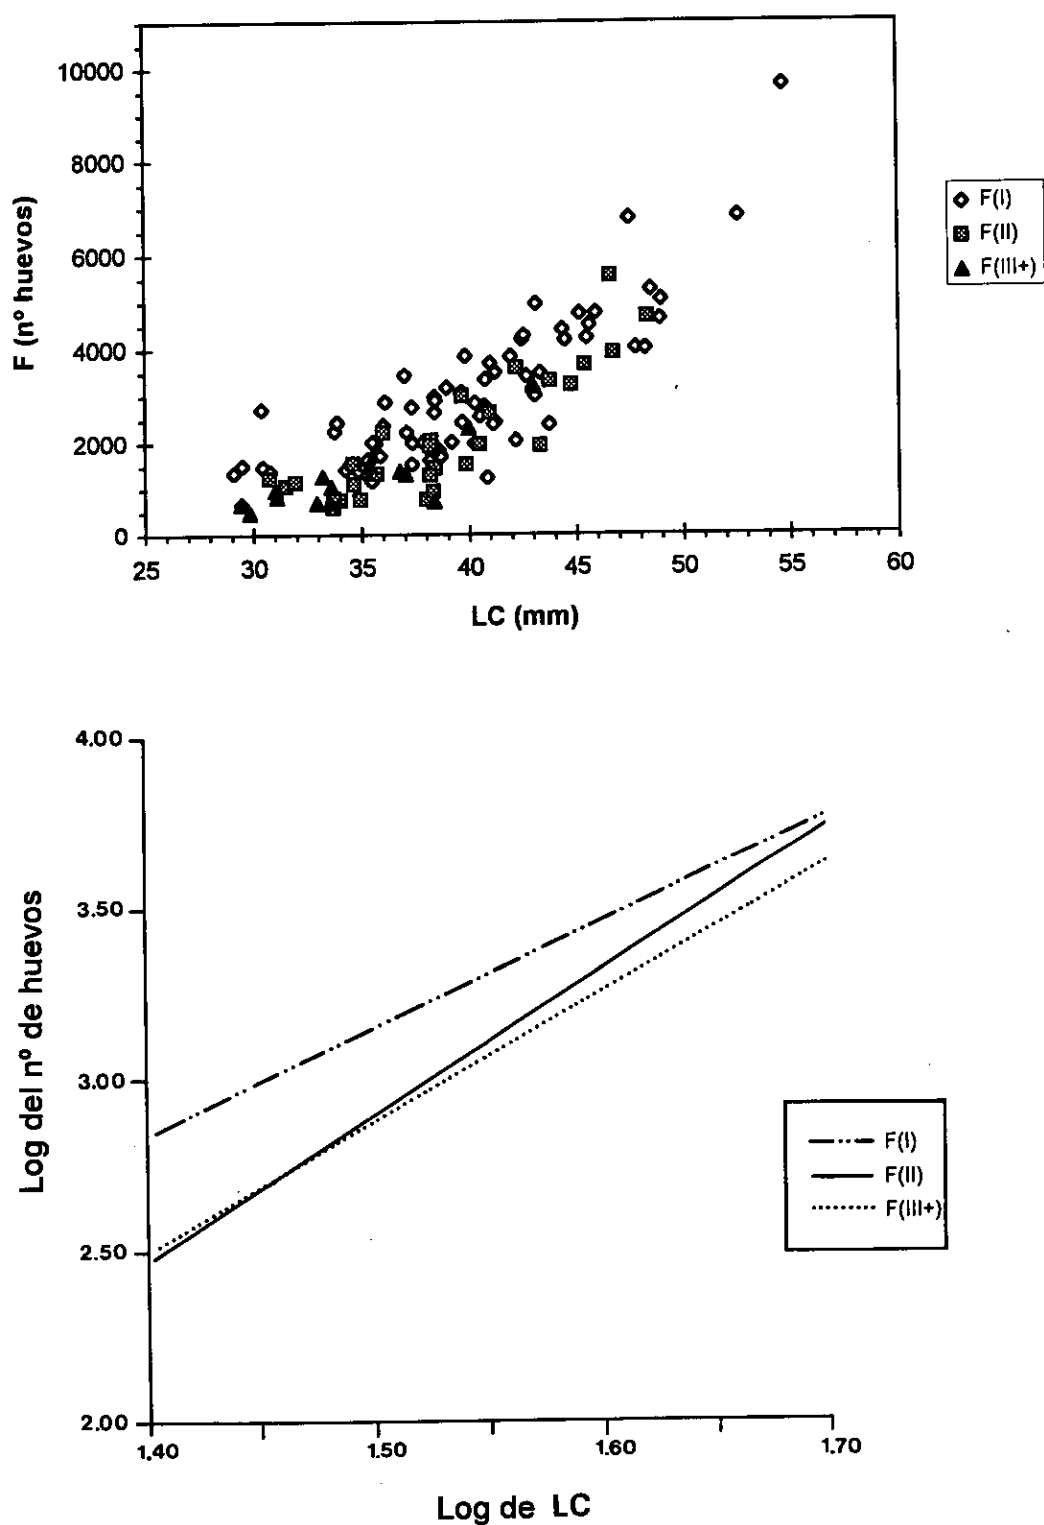 10000
8000
6000
4000
2000
0
F (nº huevos)
25 30 35 40 45 50 55 60
LC (mm)
F(I)
F(II)
F(III+)
4.00
3.50
3.00
2.50
2.00
Log del nº de huevos
1.40 1.50 1.60 1.70
Log de LC
F(I)
F(II)
F(III+)